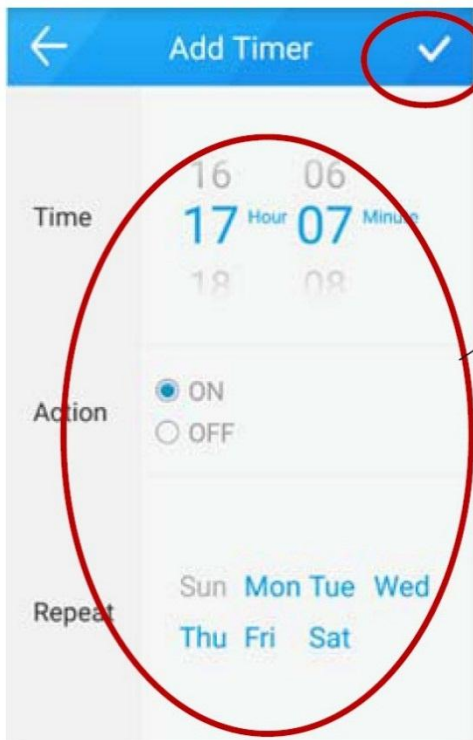 Add Timer
16 06
Time 17 Hour 07 Minute
18 08
Action ON
OFF
Sun Mon Tue Wed
Repeat
Thu Fri Sat